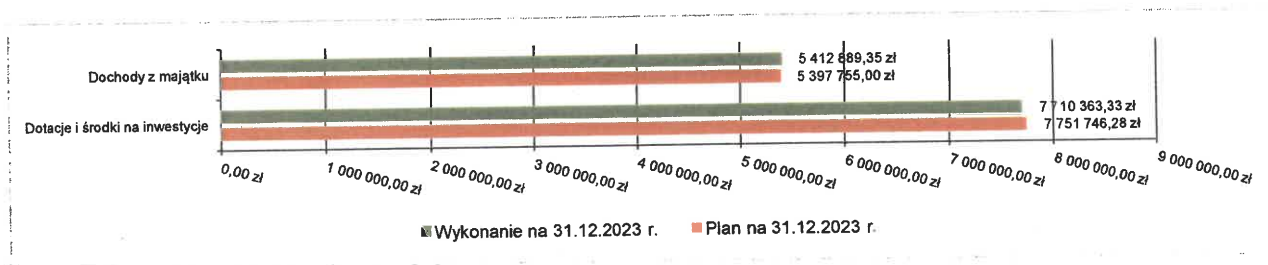 Dochody z majątku
5 412 889,35 zł
5 397 755,00 zł
Dotacje i środki na inwestycje
7 710 363,33 zł
7 751 746,28 zł
0,00 zł
1 000 000,00 zł
2 000 000,00 zł
3 000 000,00 zł
4 000 000,00 zł
5 000 000,00 zł
6 000 000,00 zł
7 000 000,00 zł
8 000 000,00 zł
9 000 000,00 zł
Wykonanie na 31.12.2023 r.
Plan na 31.12.2023 r.